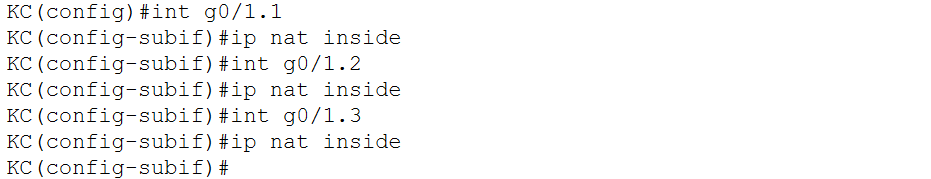 KC(config)#int g0/1.1
KC(config-subif)#ip nat inside
KC(config-subif)#int g0/1.2
KC(config-subif)#ip nat inside
KC(config-subif)#int g0/1.3
KC(config-subif)#ip nat inside
KC(config-subif)#